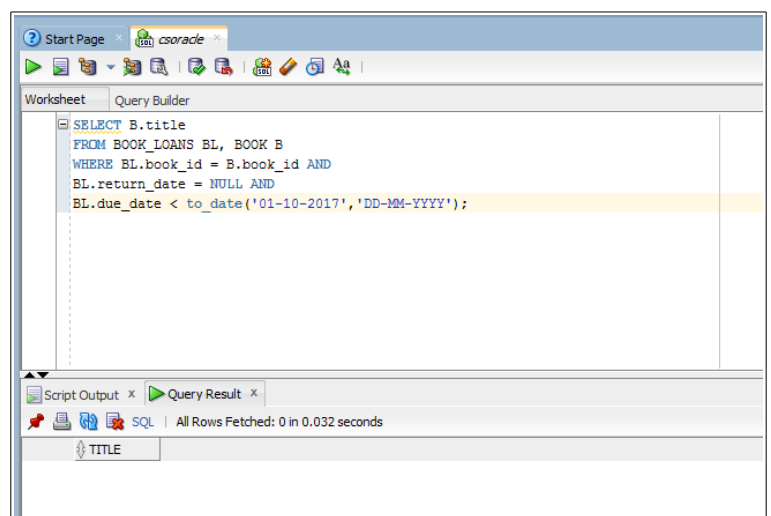 Start Page × csoracle ×
Worksheet Query Builder
SELECT B.title
FROM BOOK_LOANS BL, BOOK B
WHERE BL.book_id = B.book_id AND
BL.return_date = NULL AND
BL.due_date < to_date('01-10-2017','DD-MM-YYYY');
Script Output x Query Result x
SQL | All Rows Fetched: 0 in 0.032 seconds
TITLE